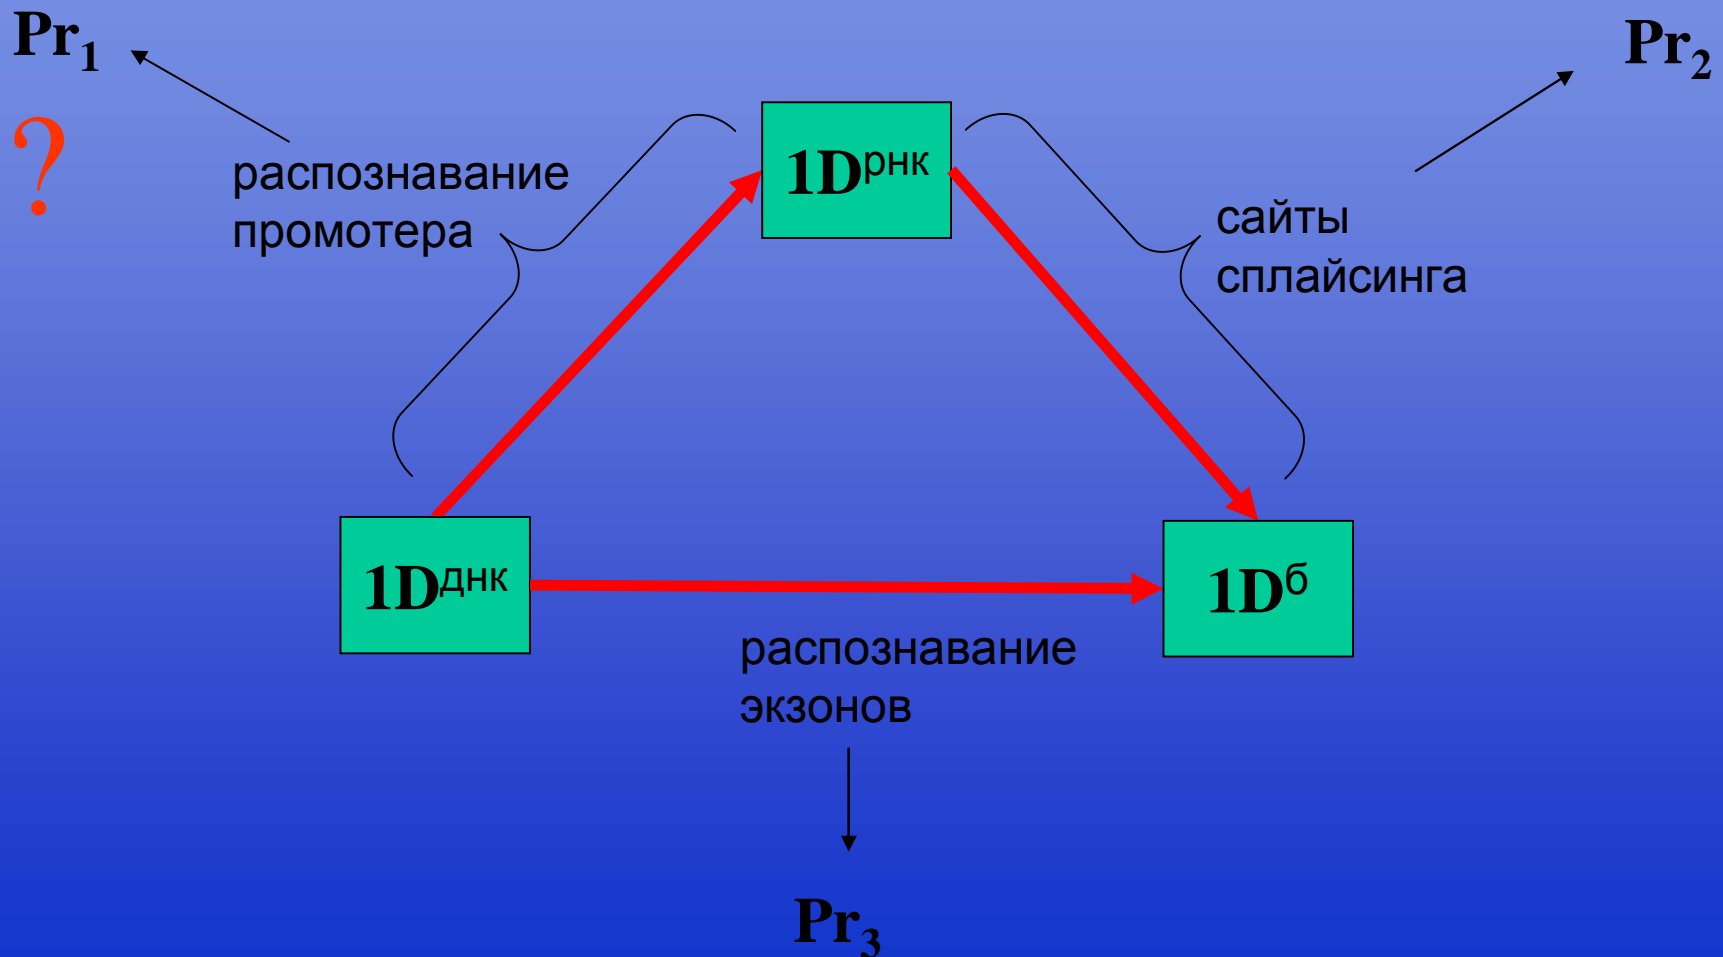 Pr₁
Pr₂
?
распознавание
промотера
1Dрнк
сайты
сплайсинга
1Dднк
1Dб
распознавание
экзонов
Pr₃